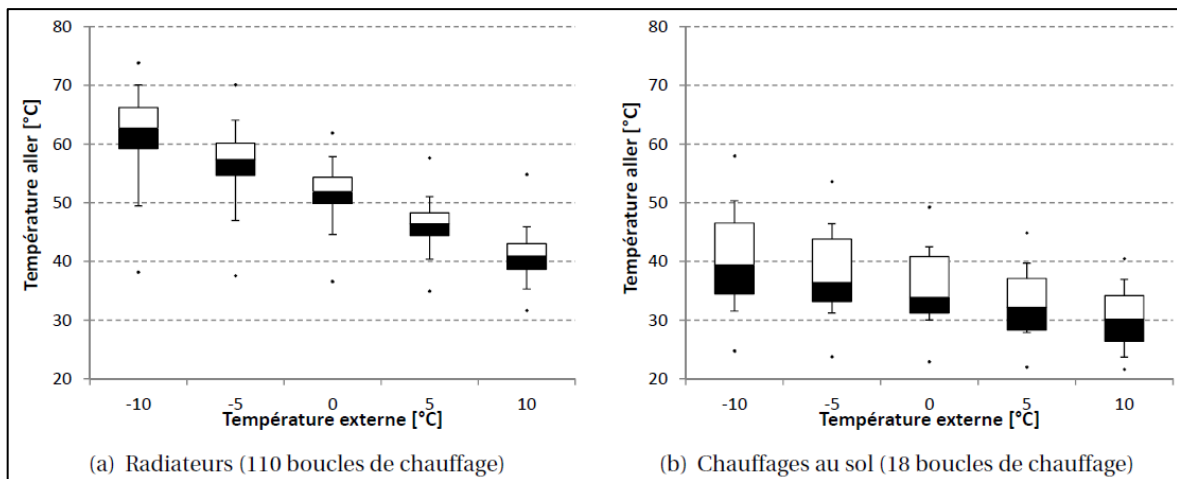 80
70
60
50
40
30
20
Température aller [°C]
-10 -5 0 5 10
Température externe [°C]
(a) Radiateurs (110 boucles de chauffage)
80
70
60
50
40
30
20
Température aller [°C]
-10 -5 0 5 10
Température externe [°C]
(b) Chauffages au sol (18 boucles de chauffage)